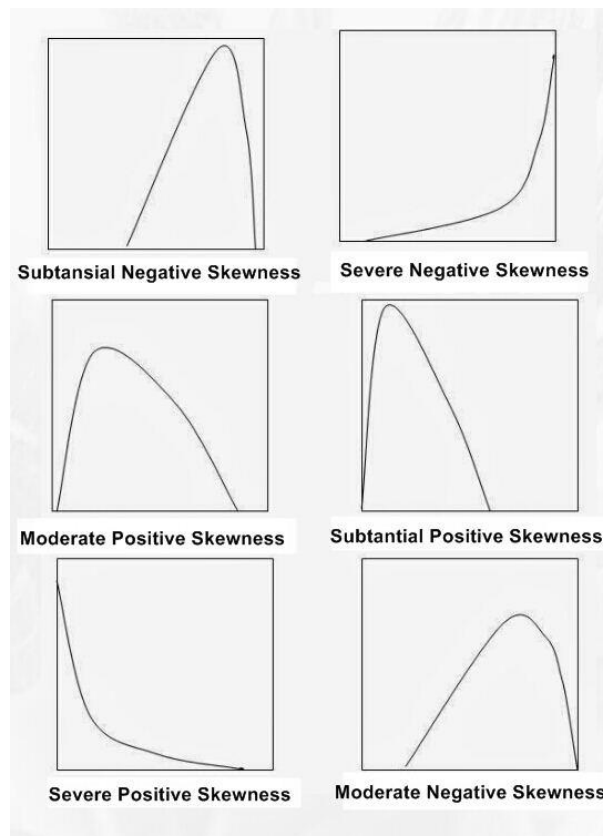 Subtansial Negative Skewness
Severe Negative Skewness
Moderate Positive Skewness
Subtantial Positive Skewness
Severe Positive Skewness
Moderate Negative Skewness